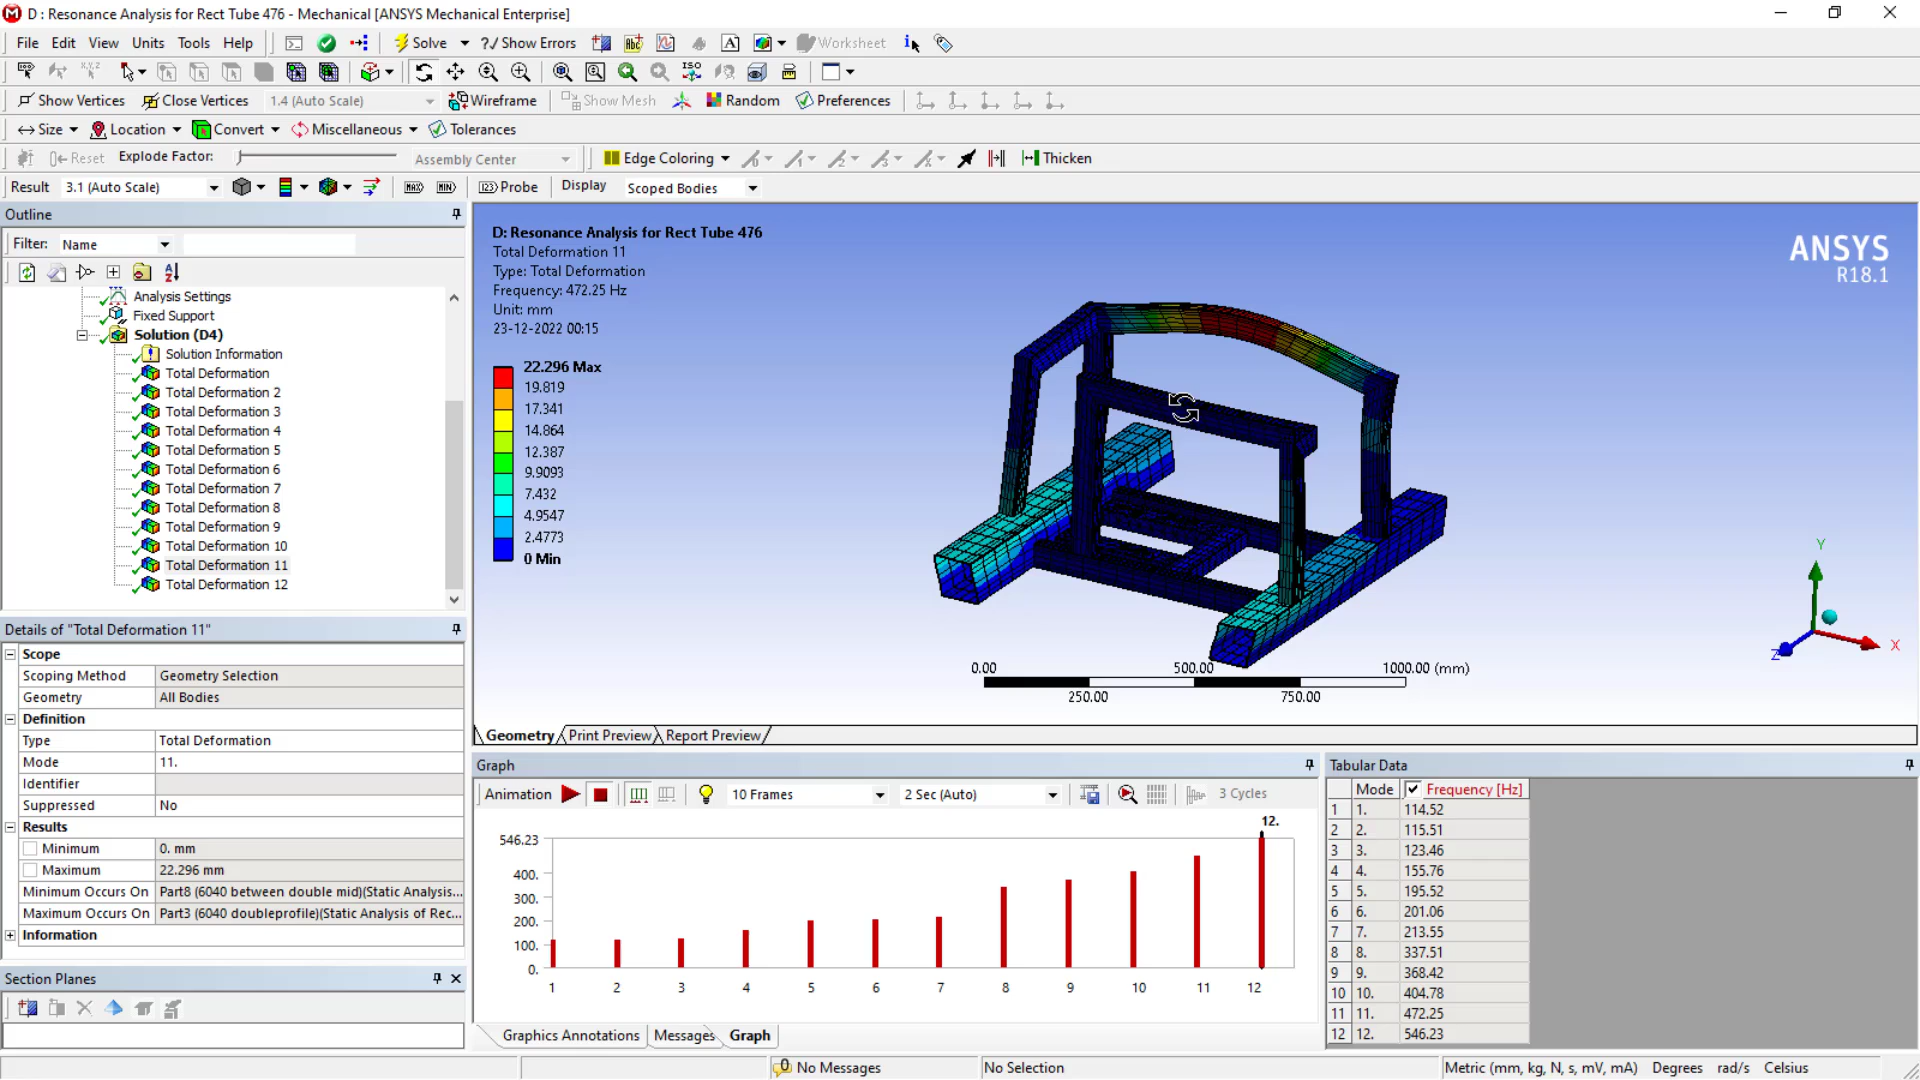 D : Resonance Analysis for Rect Tube 476 - Mechanical [ANSYS Mechanical Enterprise]
File Edit View Units Tools Help Solve ?/ Show Errors Worksheet
Show Vertices Close Vertices 1.4 (Auto Scale) Wireframe Show Mesh Random Preferences
Size Location Convert Miscellaneous Tolerances
Reset Explode Factor: Assembly Center Edge Coloring Thicken
Result 3.1 (Auto Scale) MAX MIN Probe Display Scoped Bodies
Outline
Filter: Name
Analysis Settings
Fixed Support
Solution (D4)
Solution Information
Total Deformation
Total Deformation 2
Total Deformation 3
Total Deformation 4
Total Deformation 5
Total Deformation 6
Total Deformation 7
Total Deformation 8
Total Deformation 9
Total Deformation 10
Total Deformation 11
Total Deformation 12
Details of "Total Deformation 11"
Scope
Scoping Method Geometry Selection
Geometry All Bodies
Definition
Type Total Deformation
Mode 11.
Identifier
Suppressed No
Results
Minimum 0. mm
Maximum 22.296 mm
Minimum Occurs On Part8 (6040 between double mid)(Static Analysis...
Maximum Occurs On Part3 (6040 doubleprofile)(Static Analysis of Rec...
Information
Section Planes
D: Resonance Analysis for Rect Tube 476
Total Deformation 11
Type: Total Deformation
Frequency: 472.25 Hz
Unit: mm
23-12-2022 00:15
22.296 Max
19.819
17.341
14.864
12.387
9.9093
7.432
4.9547
2.4773
0 Min
ANSYS
R18.1
Y
X
Z
0.00 500.00 1000.00 (mm)
250.00 750.00
Geometry Print Preview Report Preview
Graph
Animation 10 Frames 2 Sec (Auto) 3 Cycles
12.
546.23
400.
300.
200.
100.
0.
1 2 3 4 5 6 7 8 9 10 11 12
Graphics Annotations Messages Graph
Tabular Data
Mode Frequency [Hz]
1 1. 114.52
2 2. 115.51
3 3. 123.46
4 4. 155.76
5 5. 195.52
6 6. 201.06
7 7. 213.55
8 8. 337.51
9 9. 368.42
10 10. 404.78
11 11. 472.25
12 12. 546.23
No Messages No Selection Metric (mm, kg, N, s, mV, mA) Degrees rad/s Celsius